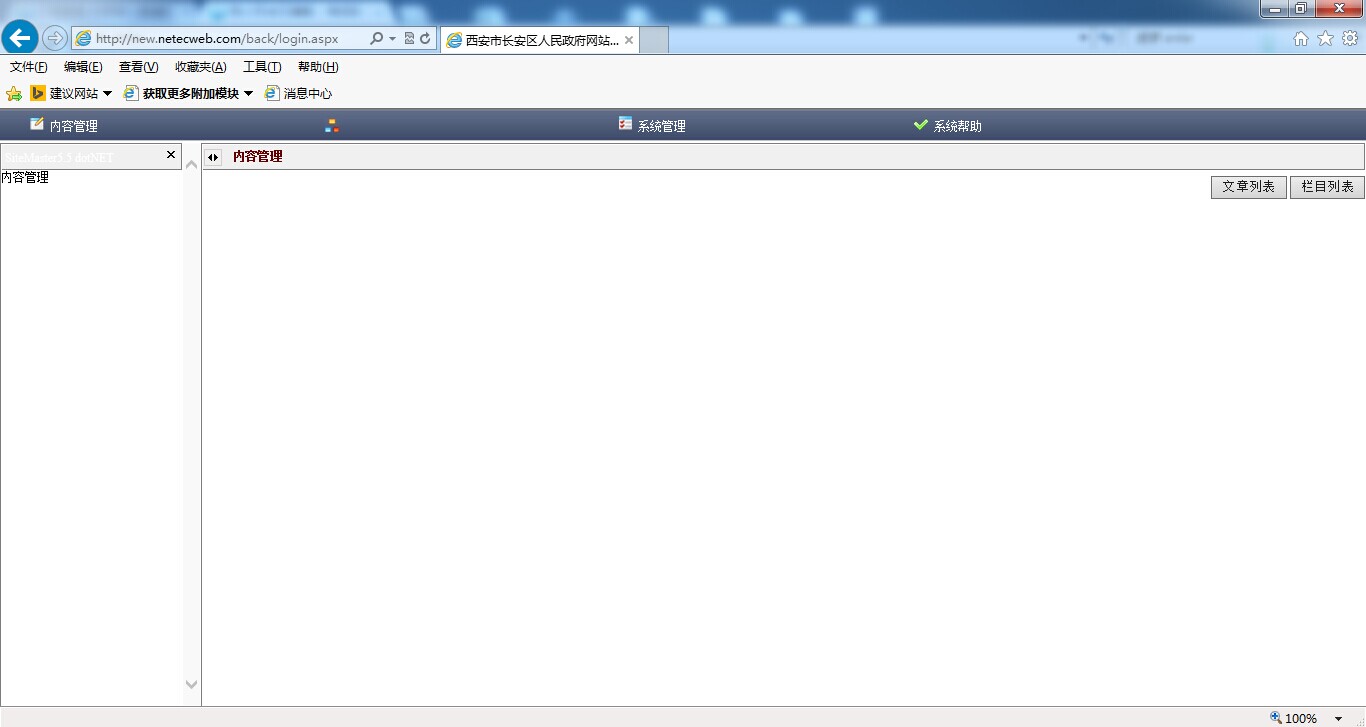 http://new.netecweb.com/back/login.aspx
西安市长安区人民政府网站...
文件(F) 编辑(E) 查看(V) 收藏夹(A) 工具(T) 帮助(H)
建议网站 获取更多附加模块 消息中心
内容管理 系统管理 系统帮助
SiteMaster5.5 dotNET
内容管理
内容管理
文章列表 栏目列表
100%